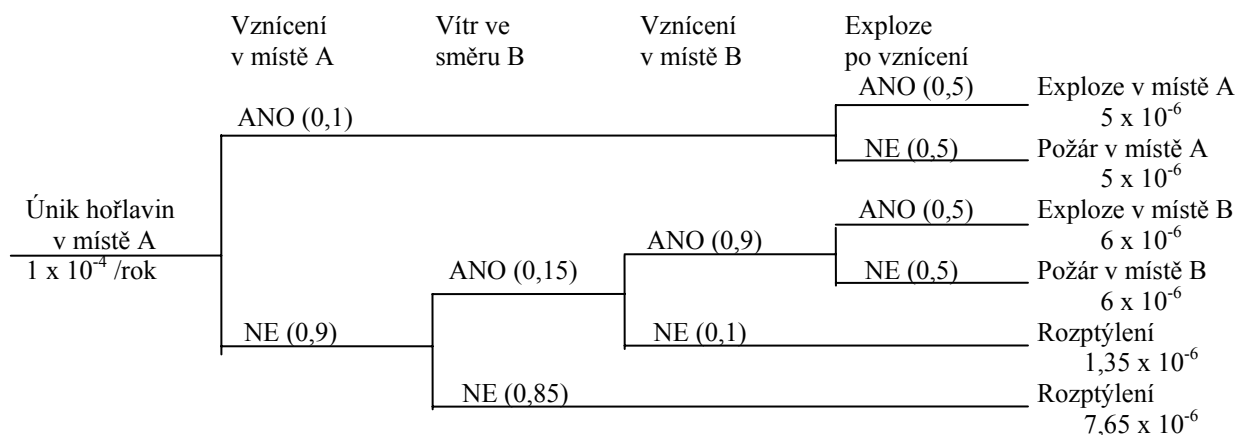 Vznícení
v místě A
Vítr ve
směru B
Vznícení
v místě B
Exploze
po vznícení
ANO (0,1)
ANO (0,5)
Exploze v místě A
5 x 10⁻⁶
NE (0,5)
Požár v místě A
5 x 10⁻⁶
Únik hořlavin
v místě A
1 x 10⁻⁴ /rok
ANO (0,5)
Exploze v místě B
6 x 10⁻⁶
ANO (0,9)
ANO (0,15)
NE (0,5)
Požár v místě B
6 x 10⁻⁶
NE (0,9)
NE (0,1)
Rozptýlení
1,35 x 10⁻⁶
NE (0,85)
Rozptýlení
7,65 x 10⁻⁶